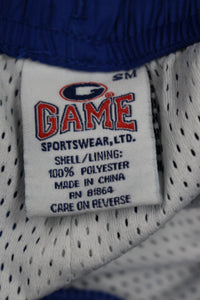 G
SM
GAME
SPORTSWEAR, LTD.
SHELL/LINING:
100% POLYESTER
MADE IN CHINA
RN 81864
CARE ON REVERSE